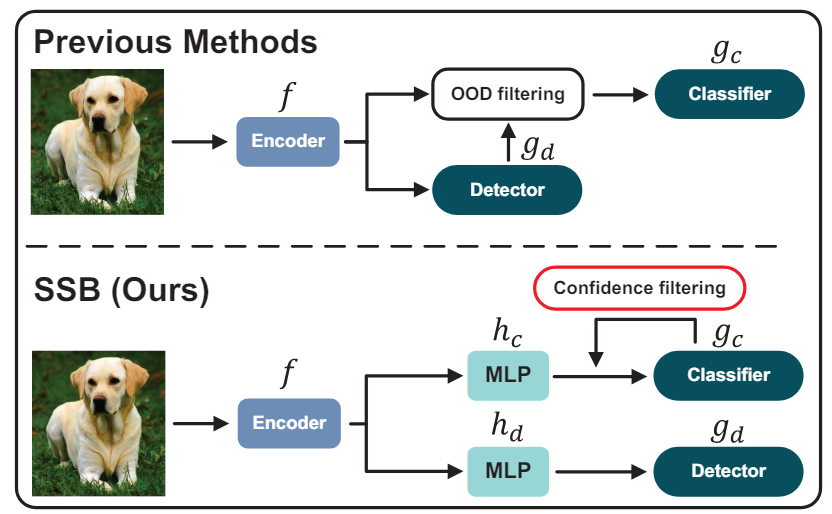 Previous Methods
f
Encoder
OOD filtering
g_c
Classifier
g_d
Detector
SSB (Ours)
Confidence filtering
f
Encoder
h_c
MLP
g_c
Classifier
h_d
MLP
g_d
Detector